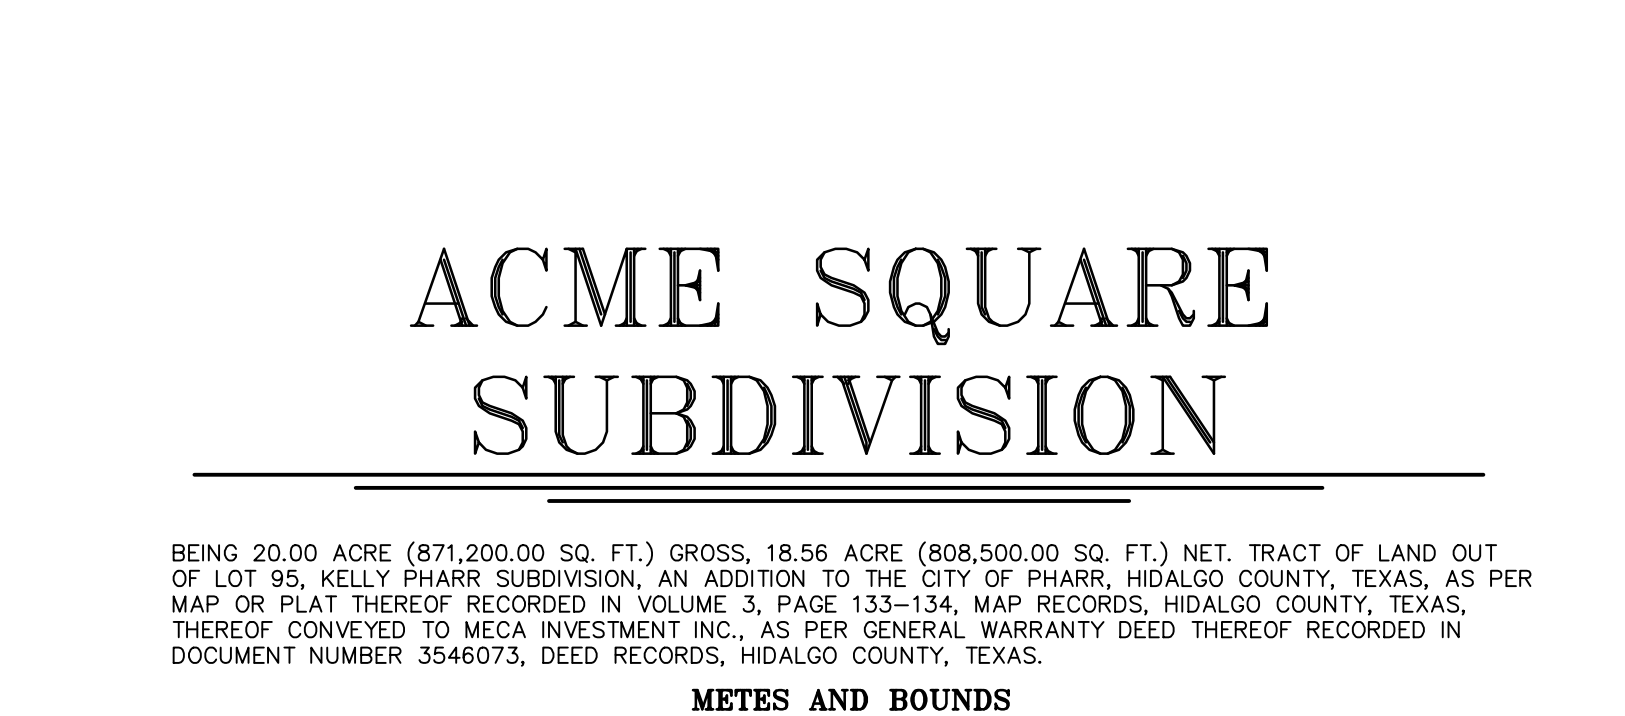 ACME SQUARE
SUBDIVISION
BEING 20.00 ACRE (871,200.00 SQ. FT.) GROSS, 18.56 ACRE (808,500.00 SQ. FT.) NET. TRACT OF LAND OUT
OF LOT 95, KELLY PHARR SUBDIVISION, AN ADDITION TO THE CITY OF PHARR, HIDALGO COUNTY, TEXAS, AS PER
MAP OR PLAT THEREOF RECORDED IN VOLUME 3, PAGE 133–134, MAP RECORDS, HIDALGO COUNTY, TEXAS,
THEREOF CONVEYED TO MECA INVESTMENT INC., AS PER GENERAL WARRANTY DEED THEREOF RECORDED IN
DOCUMENT NUMBER 3546073, DEED RECORDS, HIDALGO COUNTY, TEXAS.
METES AND BOUNDS